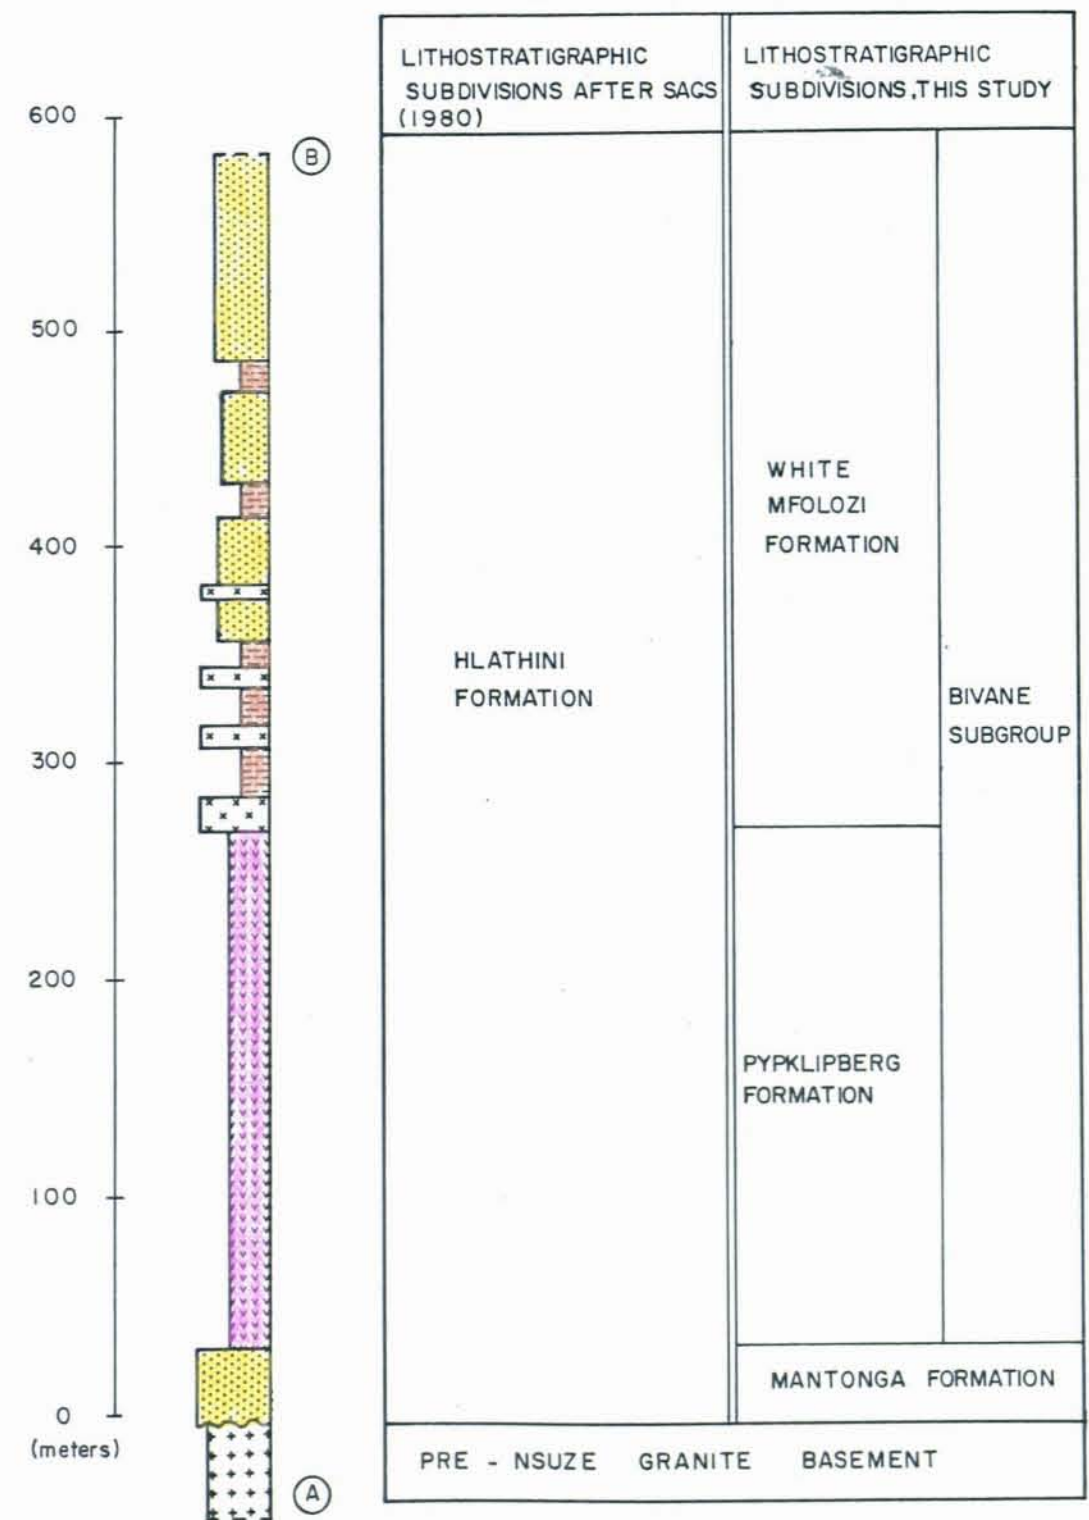 LITHOSTRATIGRAPHIC
SUBDIVISIONS AFTER SACS
(1980)
LITHOSTRATIGRAPHIC
SUBDIVISIONS, THIS STUDY
600
500
400
300
200
100
0
(meters)
B
A
HLATHINI
FORMATION
WHITE
MFOLOZI
FORMATION
BIVANE
SUBGROUP
PYPKLIPBERG
FORMATION
MANTONGA FORMATION
PRE - NSUZE GRANITE BASEMENT